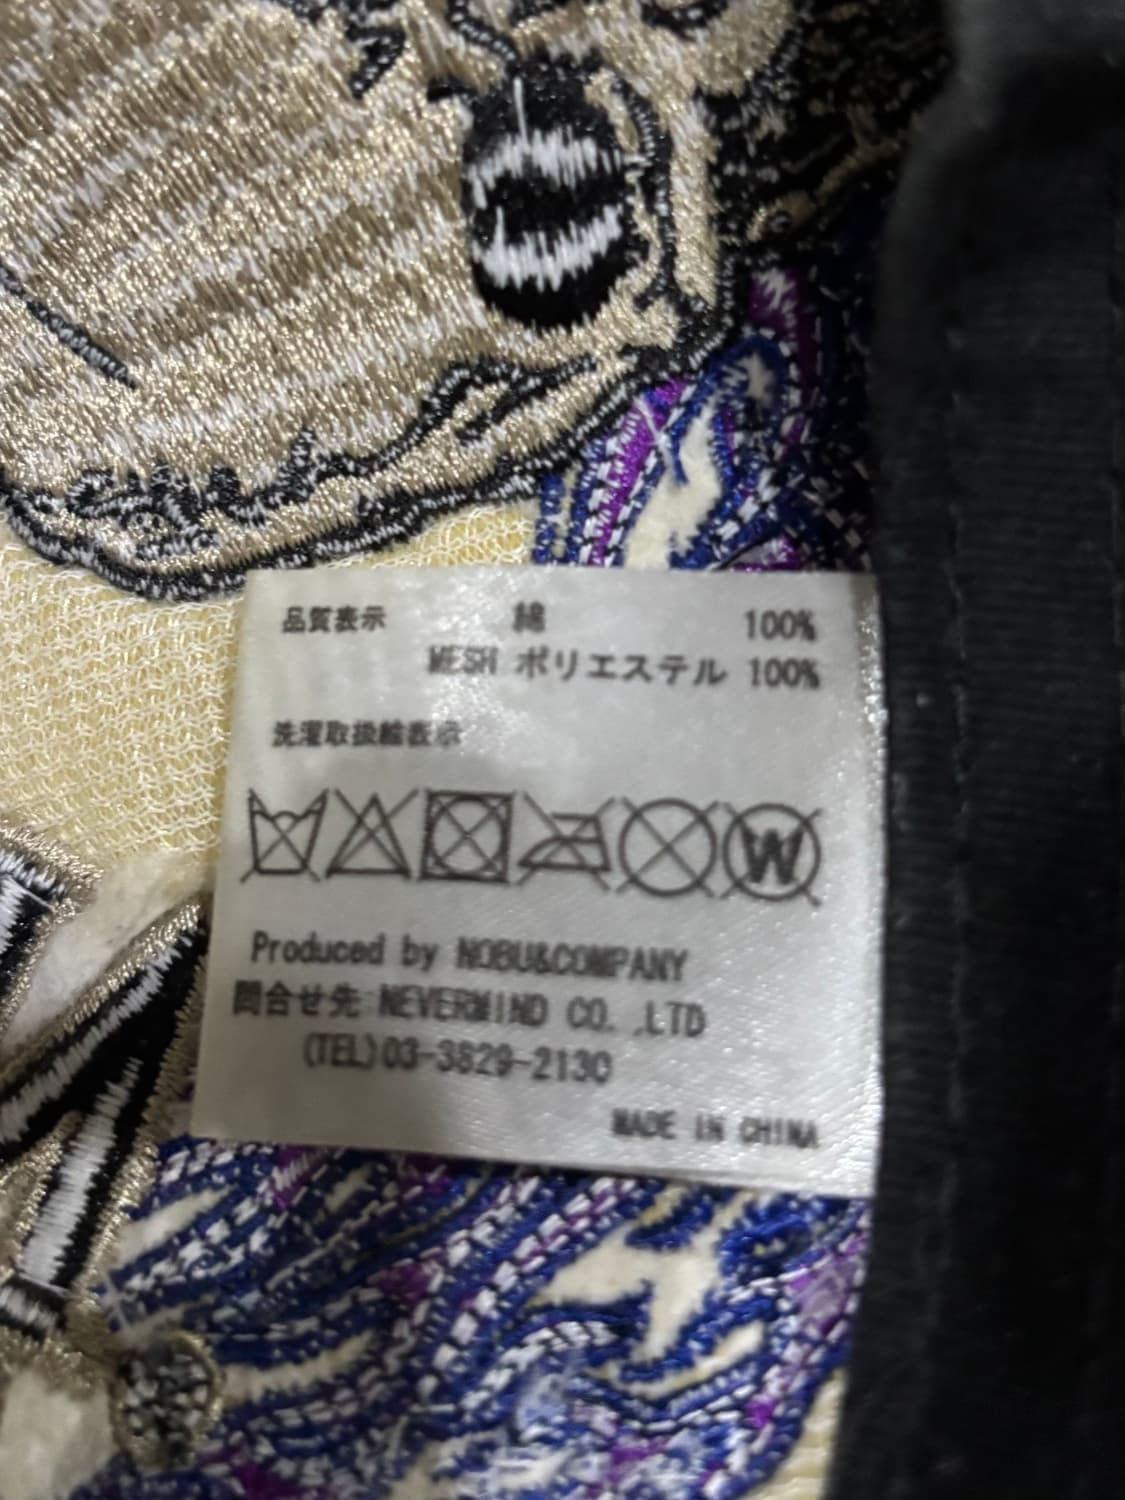 品質表示 綿 100%
MESH ポリエステル 100%
洗濯取扱絵表示
W
Produced by NOBU&COMPANY
問合せ先:NEVERMIND CO.,LTD
(TEL)03-3829-2130
MADE IN CHINA